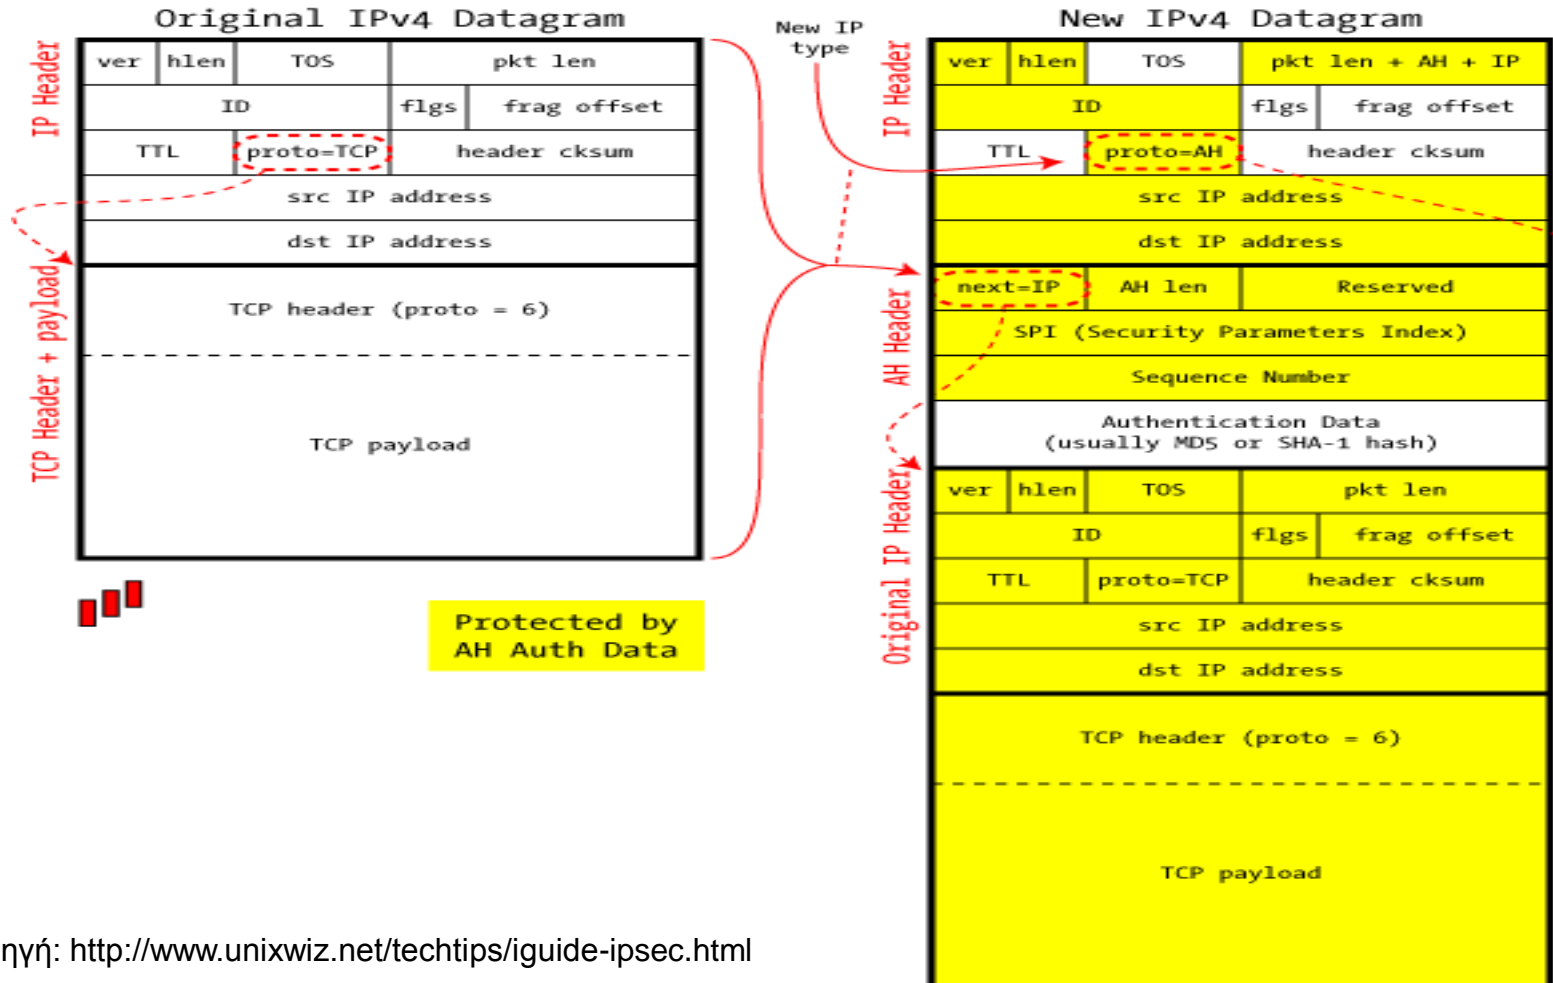 Original IPv4 Datagram
IP Header
ver hlen TOS pkt len
ID flgs frag offset
TTL proto=TCP header cksum
src IP address
dst IP address
TCP Header + payload
TCP header (proto = 6)
TCP payload
Protected by
AH Auth Data
New IP
type
New IPv4 Datagram
IP Header
ver hlen TOS pkt len + AH + IP
ID flgs frag offset
TTL proto=AH header cksum
src IP address
dst IP address
AH Header
next=IP AH len Reserved
SPI (Security Parameters Index)
Sequence Number
Authentication Data
(usually MD5 or SHA-1 hash)
Original IP Header
ver hlen TOS pkt len
ID flgs frag offset
TTL proto=TCP header cksum
src IP address
dst IP address
TCP header (proto = 6)
TCP payload
ηγή: http://www.unixwiz.net/techtips/iguide-ipsec.html